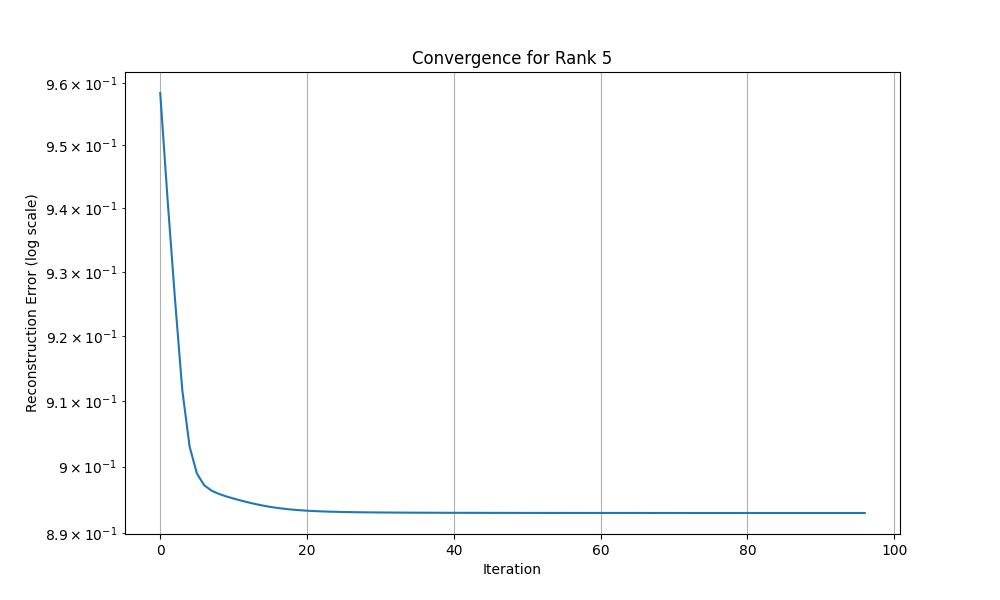 Convergence for Rank 5
Reconstruction Error (log scale)
9.6 × 10⁻¹
9.5 × 10⁻¹
9.4 × 10⁻¹
9.3 × 10⁻¹
9.2 × 10⁻¹
9.1 × 10⁻¹
9 × 10⁻¹
8.9 × 10⁻¹
0 20 40 60 80 100
Iteration